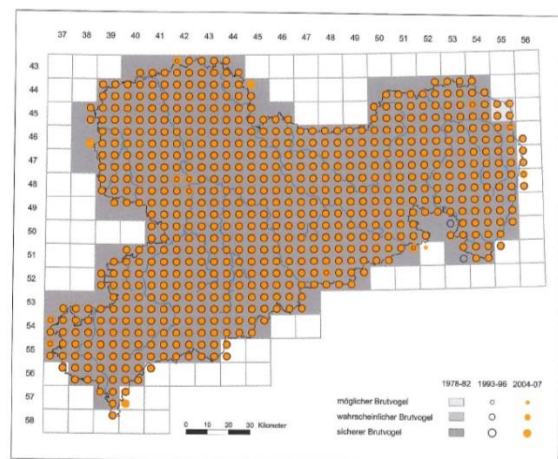 37 38 39 40 41 42 43 44 45 46 47 48 49 50 51 52 53 54 55 56
43
44
45
46
47
48
49
50
51
52
53
54
55
56
57
58
0 10 20 30 Kilometer
1978-82 1993-96 2004-07
möglicher Brutvogel
wahrscheinlicher Brutvogel
sicherer Brutvogel